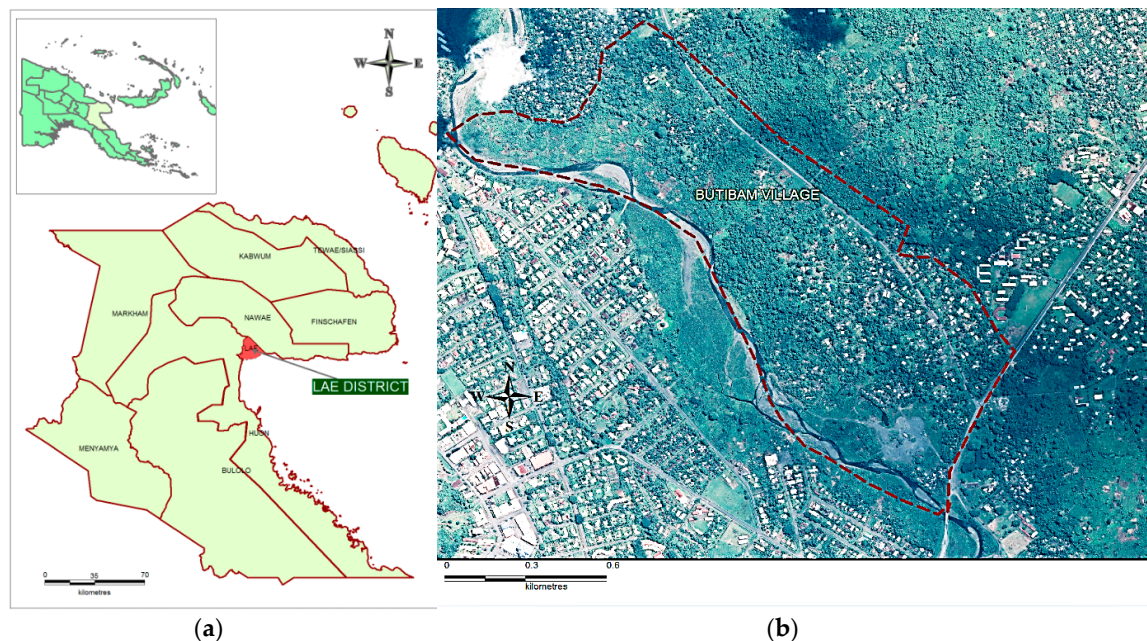 N
W E
S
KABWUM
TEWAE/SIASSI
MARKHAM
NAWAE
FINSCHAFEN
LAE
LAE DISTRICT
MENYAMYA
HUON
BULOLO
0 35 70
kilometres
(a)
BUTIBAM VILLAGE
N
W E
S
0 0.3 0.6
kilometres
(b)